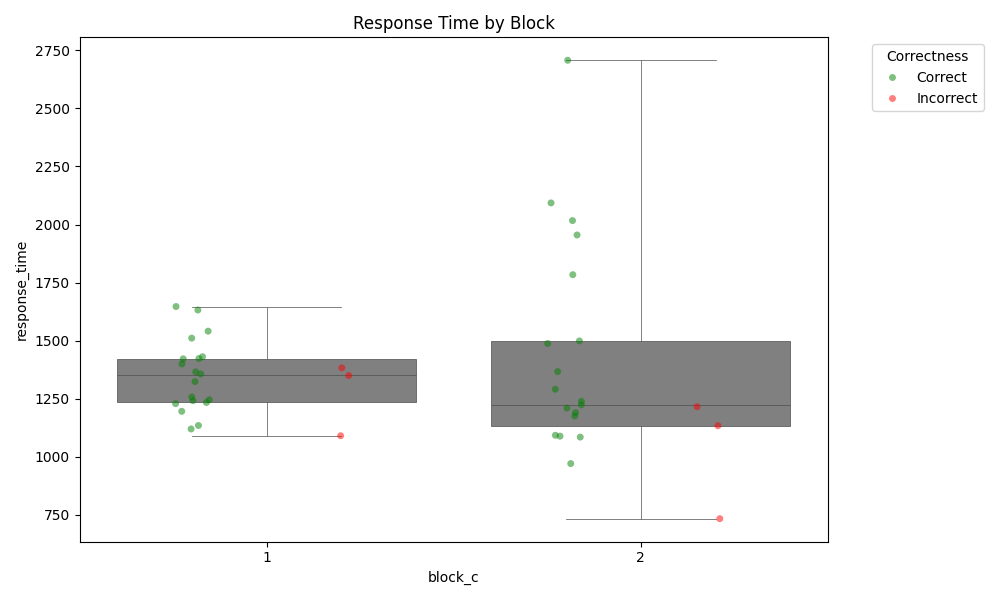 Response Time by Block
Correctness
Correct
Incorrect
response_time
2750
2500
2250
2000
1750
1500
1250
1000
750
1
2
block_c